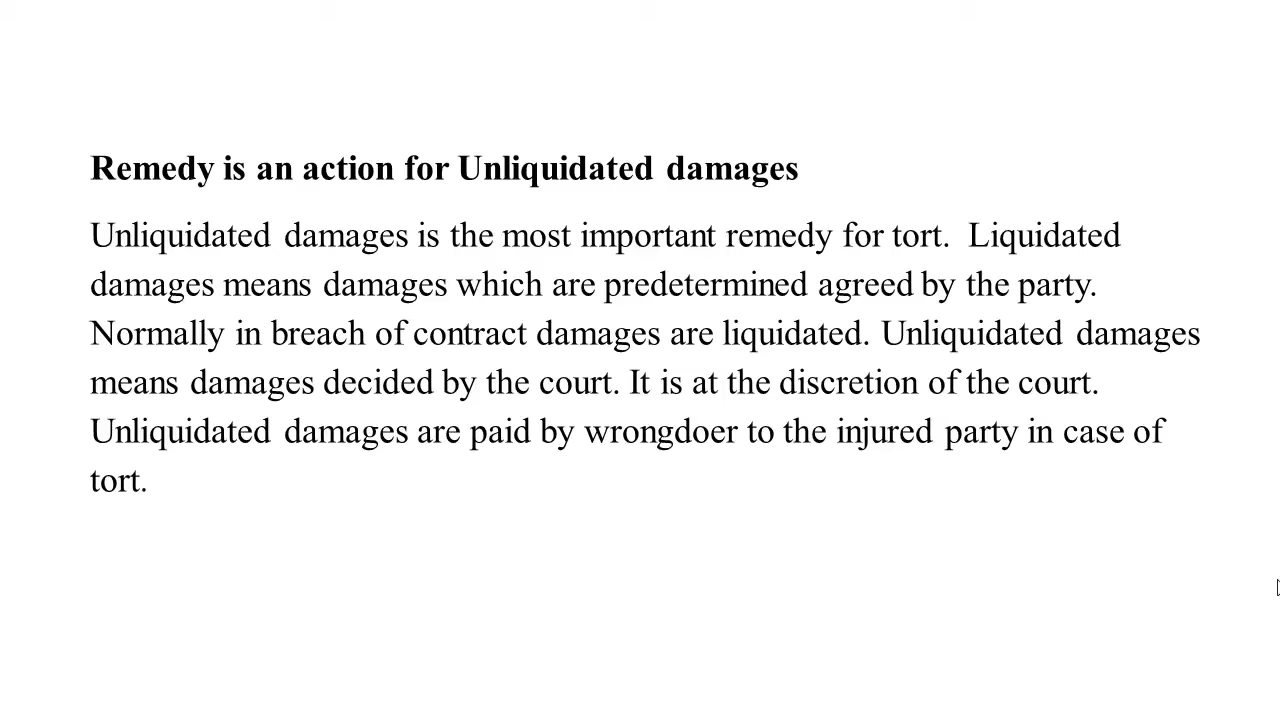 Remedy is an action for Unliquidated damages
Unliquidated damages is the most important remedy for tort.  Liquidated
damages means damages which are predetermined agreed by the party.
Normally in breach of contract damages are liquidated. Unliquidated damages
means damages decided by the court. It is at the discretion of the court.
Unliquidated damages are paid by wrongdoer to the injured party in case of
tort.